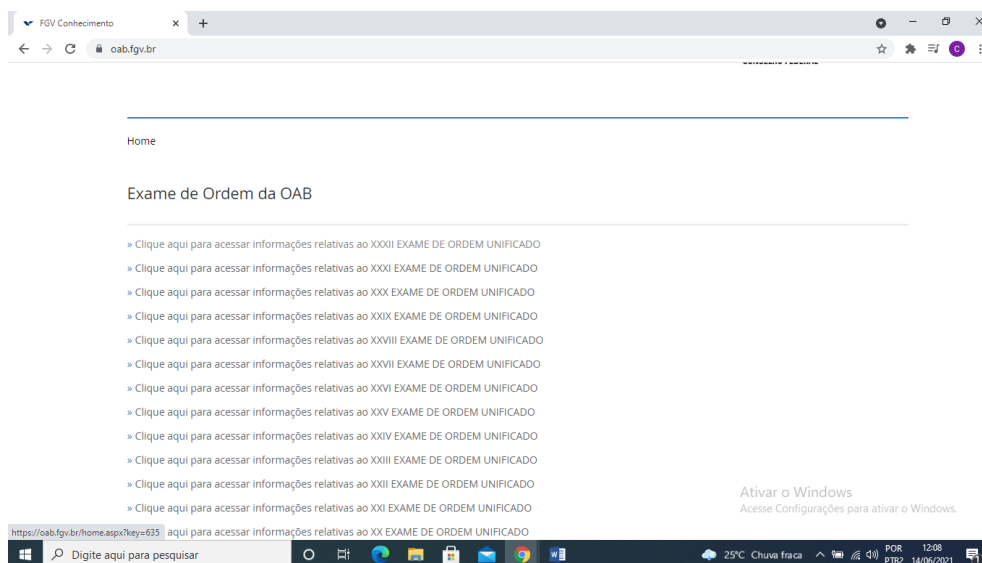 FGV Conhecimento
oab.fgv.br
CONSELHO FEDERAL
Home
Exame de Ordem da OAB
» Clique aqui para acessar informações relativas ao XXXII EXAME DE ORDEM UNIFICADO
» Clique aqui para acessar informações relativas ao XXXI EXAME DE ORDEM UNIFICADO
» Clique aqui para acessar informações relativas ao XXX EXAME DE ORDEM UNIFICADO
» Clique aqui para acessar informações relativas ao XXIX EXAME DE ORDEM UNIFICADO
» Clique aqui para acessar informações relativas ao XXVIII EXAME DE ORDEM UNIFICADO
» Clique aqui para acessar informações relativas ao XXVII EXAME DE ORDEM UNIFICADO
» Clique aqui para acessar informações relativas ao XXVI EXAME DE ORDEM UNIFICADO
» Clique aqui para acessar informações relativas ao XXV EXAME DE ORDEM UNIFICADO
» Clique aqui para acessar informações relativas ao XXIV EXAME DE ORDEM UNIFICADO
» Clique aqui para acessar informações relativas ao XXIII EXAME DE ORDEM UNIFICADO
» Clique aqui para acessar informações relativas ao XXII EXAME DE ORDEM UNIFICADO
» Clique aqui para acessar informações relativas ao XXI EXAME DE ORDEM UNIFICADO
https://oab.fgv.br/home.aspx?key=635 aqui para acessar informações relativas ao XX EXAME DE ORDEM UNIFICADO
Ativar o Windows
Acesse Configurações para ativar o Windows.
Digite aqui para pesquisar
25°C Chuva fraca
POR 12:08
PTB2 14/06/2021